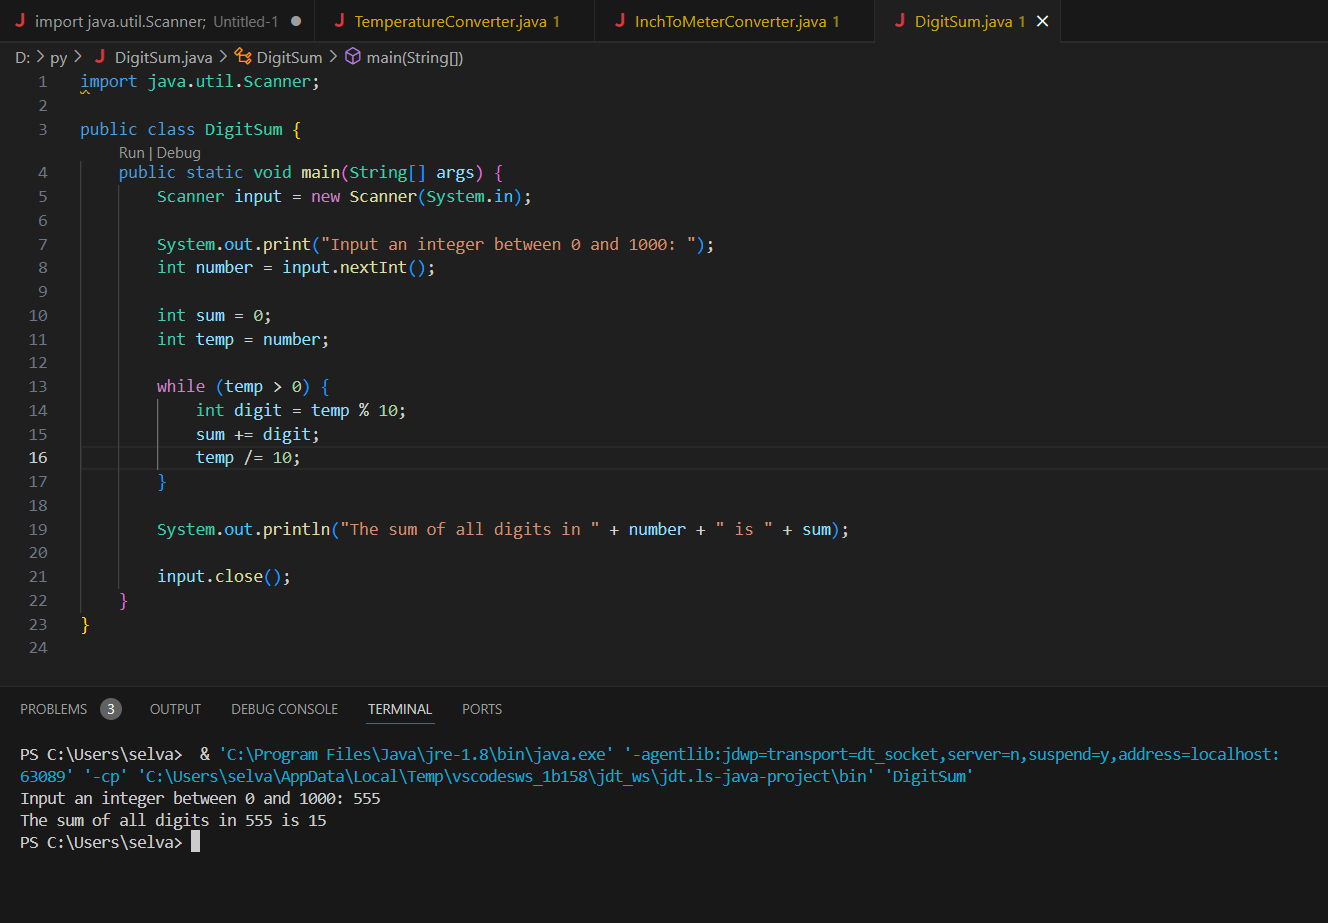 import java.util.Scanner; Untitled-1 ● TemperatureConverter.java 1 InchToMeterConverter.java 1 DigitSum.java 1
D: > py > DigitSum.java > DigitSum > main(String[])
1 import java.util.Scanner;
2
3 public class DigitSum {
Run | Debug
4 public static void main(String[] args) {
5 Scanner input = new Scanner(System.in);
6
7 System.out.print("Input an integer between 0 and 1000: ");
8 int number = input.nextInt();
9
10 int sum = 0;
11 int temp = number;
12
13 while (temp > 0) {
14 int digit = temp % 10;
15 sum += digit;
16 temp /= 10;
17 }
18
19 System.out.println("The sum of all digits in " + number + " is " + sum);
20
21 input.close();
22 }
23 }
24
PROBLEMS 3 OUTPUT DEBUG CONSOLE TERMINAL PORTS
PS C:\Users\selva>  & 'C:\Program Files\Java\jre-1.8\bin\java.exe' '-agentlib:jdwp=transport=dt_socket,server=n,suspend=y,address=localhost:
63089' '-cp' 'C:\Users\selva\AppData\Local\Temp\vscodesws_1b158\jdt_ws\jdt.ls-java-project\bin' 'DigitSum'
Input an integer between 0 and 1000: 555
The sum of all digits in 555 is 15
PS C:\Users\selva>